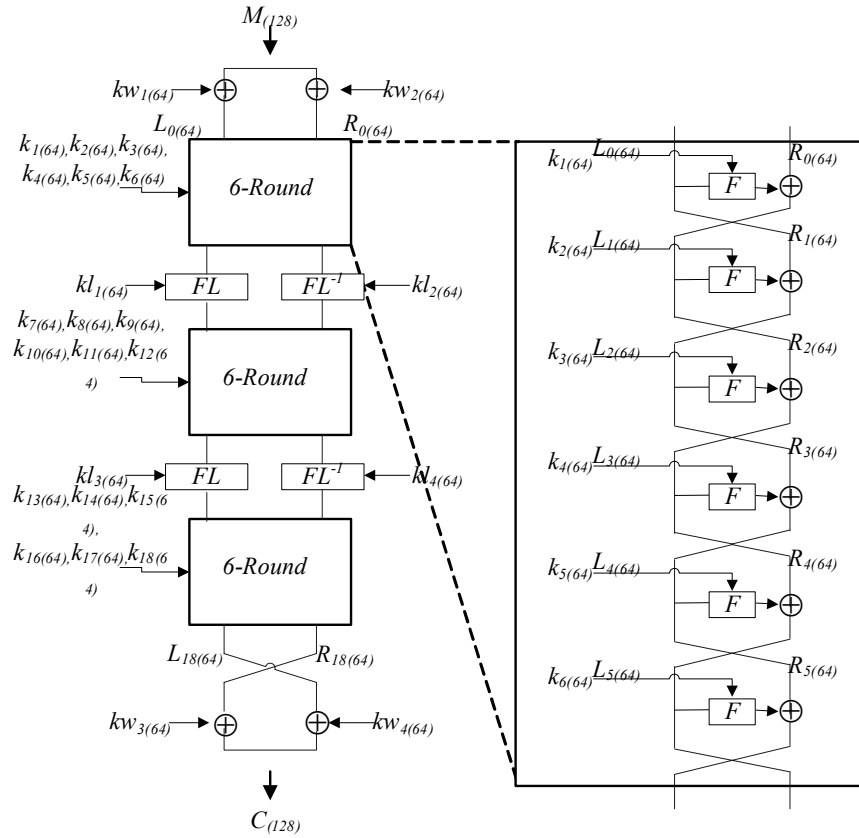 M(128)
kw1(64)
kw2(64)
L0(64)
R0(64)
k1(64),k2(64),k3(64),
k4(64),k5(64),k6(64)
6-Round
kl1(64)
FL
FL-1
kl2(64)
k7(64),k8(64),k9(64),
k10(64),k11(64),k12(6
4)
6-Round
kl3(64)
FL
FL-1
kl4(64)
k13(64),k14(64),k15(6
4),
k16(64),k17(64),k18(6
4)
6-Round
L18(64)
R18(64)
kw3(64)
kw4(64)
C(128)
k1(64)
L0(64)
R0(64)
F
k2(64)
L1(64)
R1(64)
F
k3(64)
L2(64)
R2(64)
F
k4(64)
L3(64)
R3(64)
F
k5(64)
L4(64)
R4(64)
F
k6(64)
L5(64)
R5(64)
F